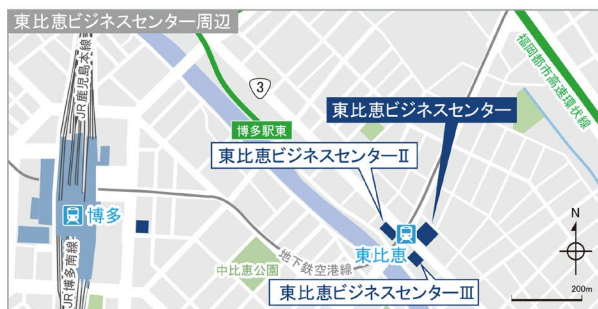 東比恵ビジネスセンター周辺
JR鹿児島本線
3
福岡都市高速環状線
東比恵ビジネスセンター
博多駅東
東比恵ビジネスセンターⅡ
博多
東比恵
N
地下鉄空港線
中比恵公園
JR博多南線
東比恵ビジネスセンターⅢ
200m